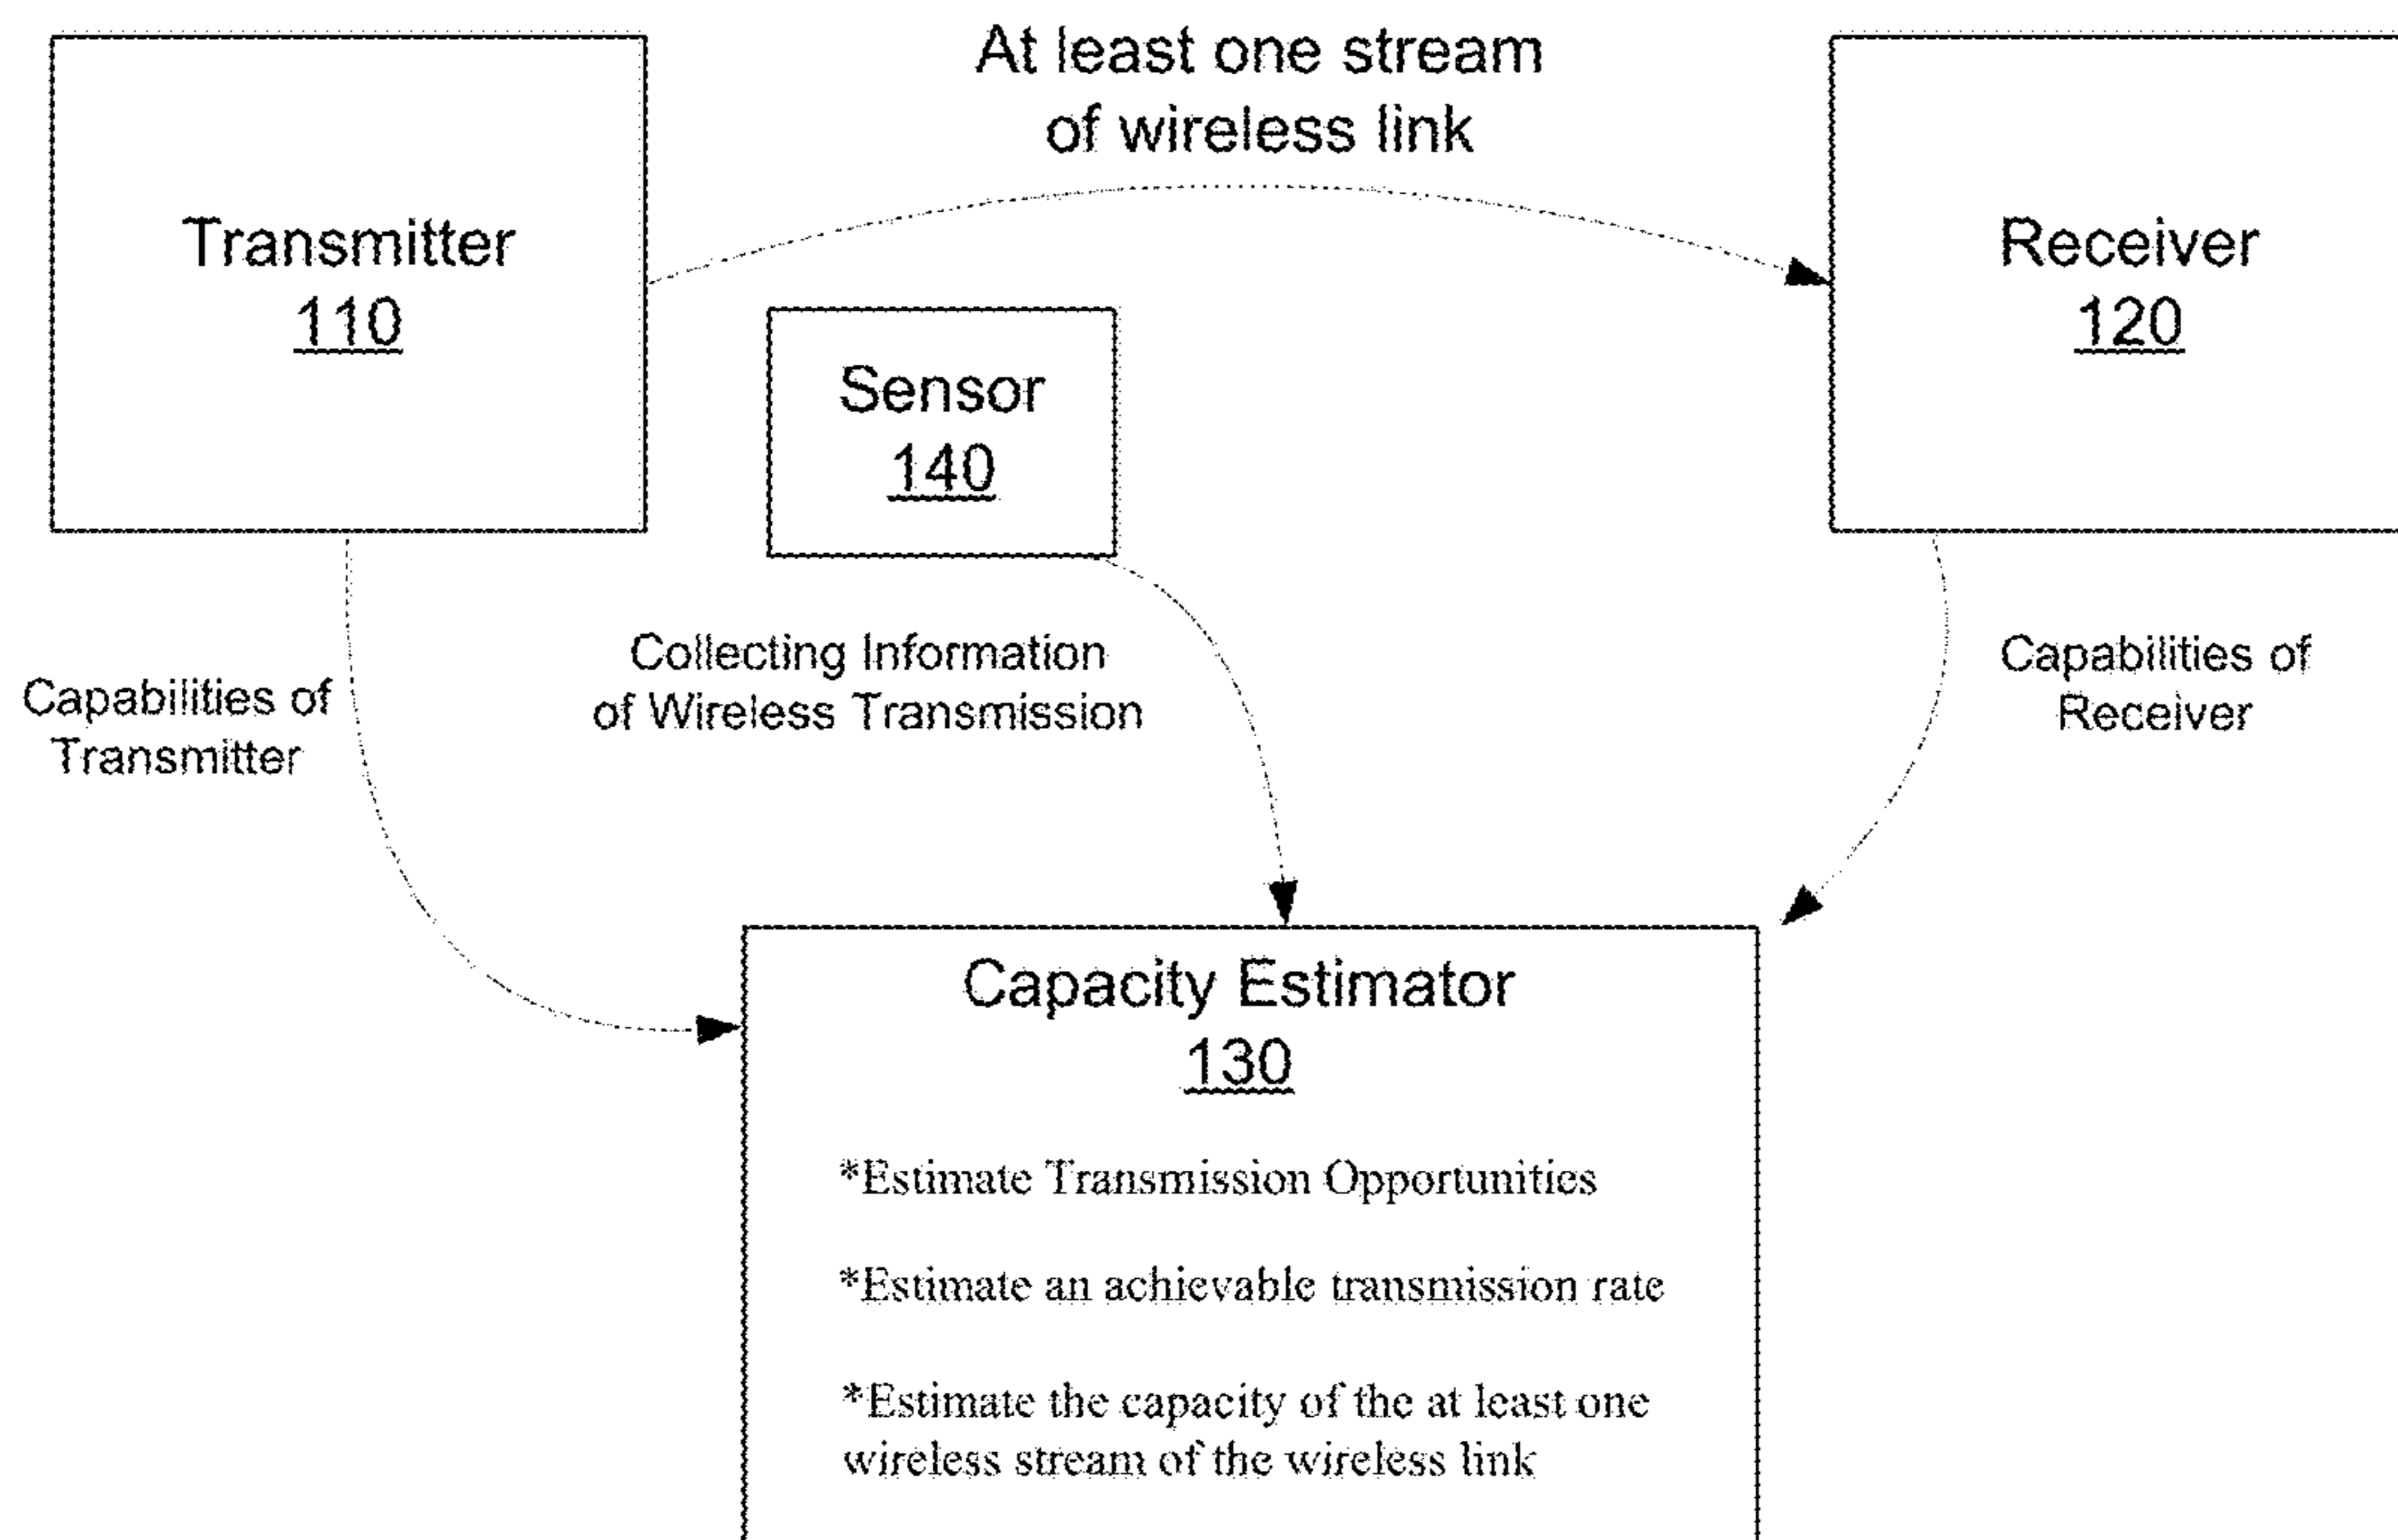 At least one stream
of wireless link
Transmitter
110
Receiver
120
Sensor
140
Capabilities of
Transmitter
Collecting Information
of Wireless Transmission
Capabilities of
Receiver
Capacity Estimator
130
*Estimate Transmission Opportunities
*Estimate an achievable transmission rate
*Estimate the capacity of the at least one
wireless stream of the wireless link